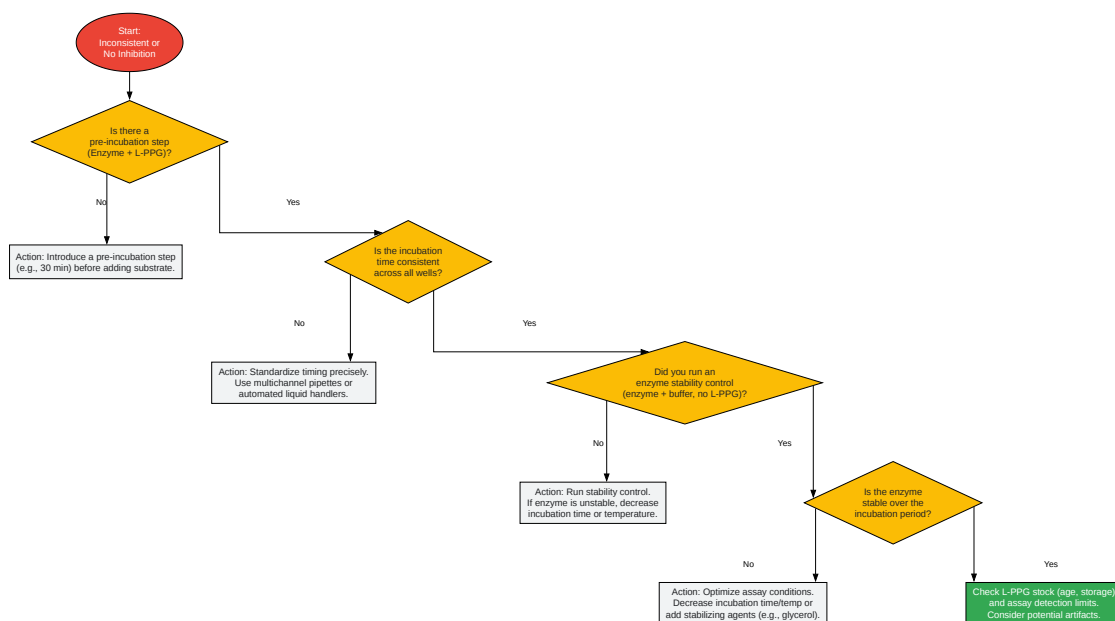 Start:
Inconsistent or
No Inhibition
Is there a
pre-incubation step
(Enzyme + L-PPG)?
No
Yes
Action: Introduce a pre-incubation step
(e.g., 30 min) before adding substrate.
Is the incubation
time consistent
across all wells?
No
Yes
Action: Standardize timing precisely.
Use multichannel pipettes or
automated liquid handlers.
Did you run an
enzyme stability control
(enzyme + buffer, no L-PPG)?
No
Yes
Action: Run stability control.
If enzyme is unstable, decrease
incubation time or temperature.
Is the enzyme
stable over the
incubation period?
No
Yes
Action: Optimize assay conditions.
Decrease incubation time/temp or
add stabilizing agents (e.g., glycerol).
Check L-PPG stock (age, storage)
and assay detection limits.
Consider potential artifacts.